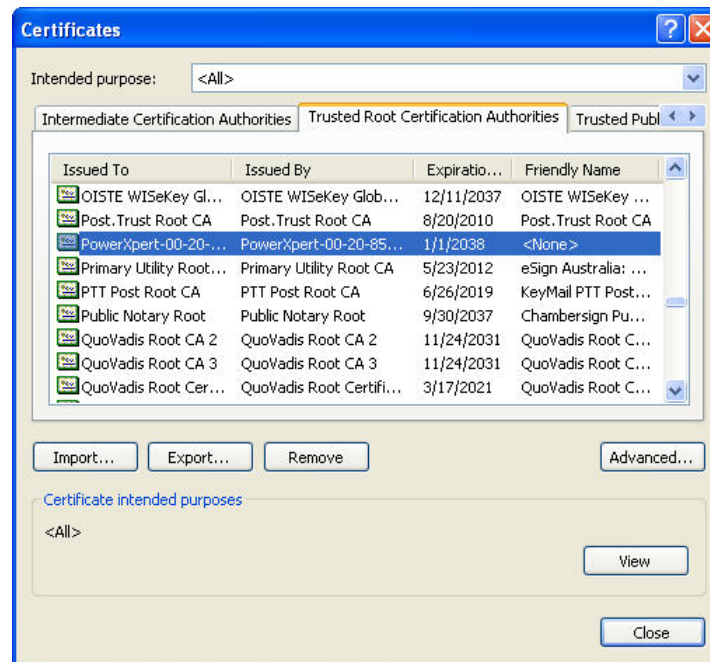 Certificates
Intended purpose: <All>
Intermediate Certification Authorities Trusted Root Certification Authorities Trusted Publ
Issued To Issued By Expiratio... Friendly Name
OISTE WISeKey Gl... OISTE WISeKey Glob... 12/11/2037 OISTE WISeKey ...
Post.Trust Root CA Post.Trust Root CA 8/20/2010 Post.Trust Root CA
PowerXpert-00-20-... PowerXpert-00-20-85... 1/1/2038 <None>
Primary Utility Root... Primary Utility Root CA 5/23/2012 eSign Australia: ...
PTT Post Root CA PTT Post Root CA 6/26/2019 KeyMail PTT Post...
Public Notary Root Public Notary Root 9/30/2037 Chambersign Pu...
QuoVadis Root CA 2 QuoVadis Root CA 2 11/24/2031 QuoVadis Root C...
QuoVadis Root CA 3 QuoVadis Root CA 3 11/24/2031 QuoVadis Root C...
QuoVadis Root Cer... QuoVadis Root Certifi... 3/17/2021 QuoVadis Root C...
Import... Export... Remove Advanced...
Certificate intended purposes
<All>
View
Close